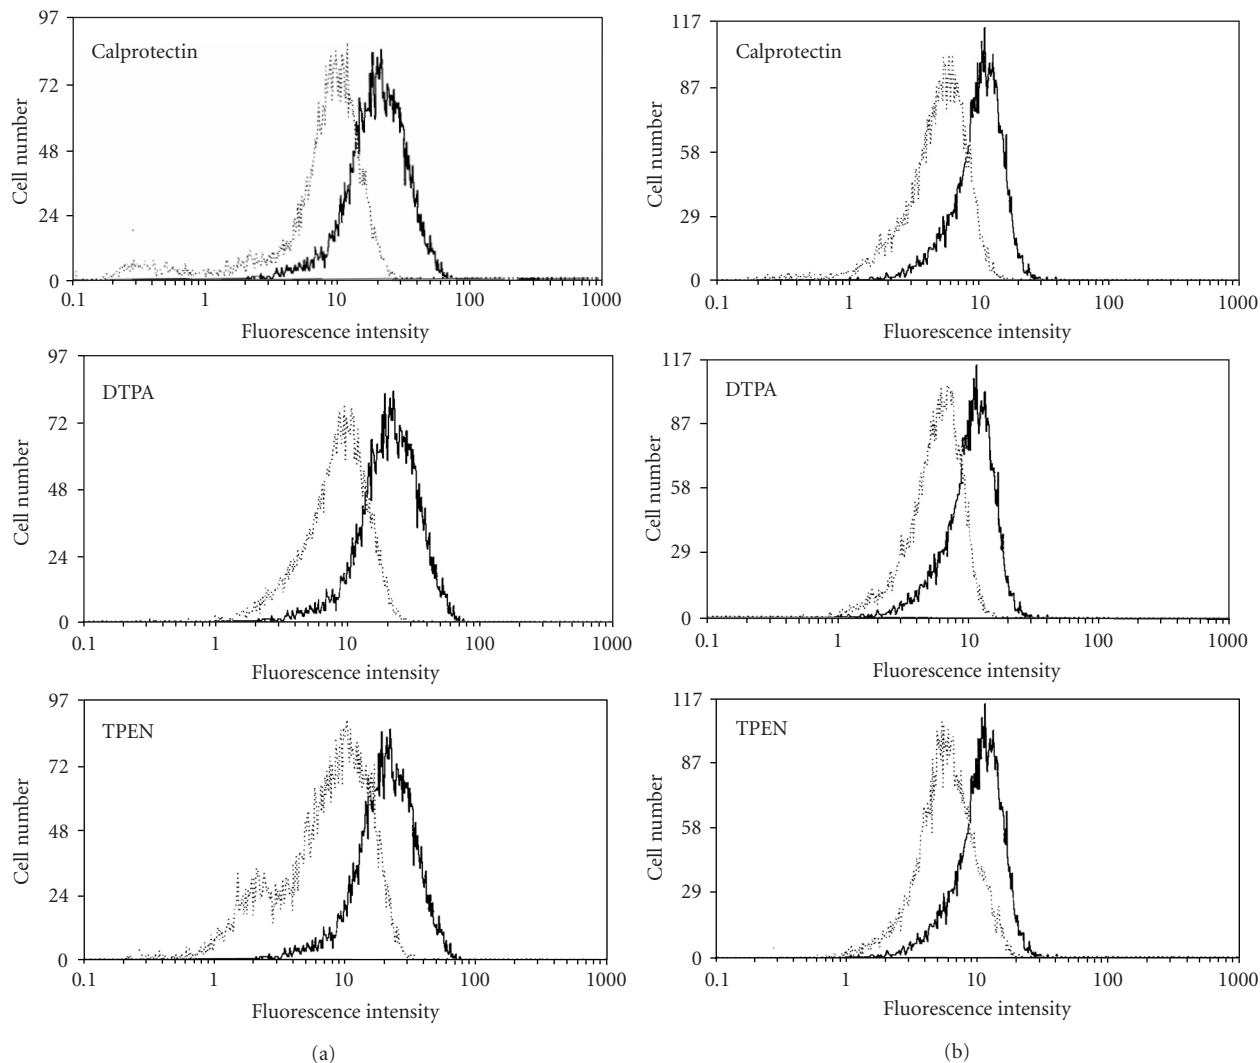 97
72
48
24
0
Cell number
Calprotectin
0.1 1 10 100 1000
Fluorescence intensity
117
87
58
29
0
Cell number
Calprotectin
0.1 1 10 100 1000
Fluorescence intensity
97
72
48
24
0
Cell number
DTPA
0.1 1 10 100 1000
Fluorescence intensity
117
87
58
29
0
Cell number
DTPA
0.1 1 10 100 1000
Fluorescence intensity
97
72
48
24
0
Cell number
TPEN
0.1 1 10 100 1000
Fluorescence intensity
(a)
117
87
58
29
0
Cell number
TPEN
0.1 1 10 100 1000
Fluorescence intensity
(b)